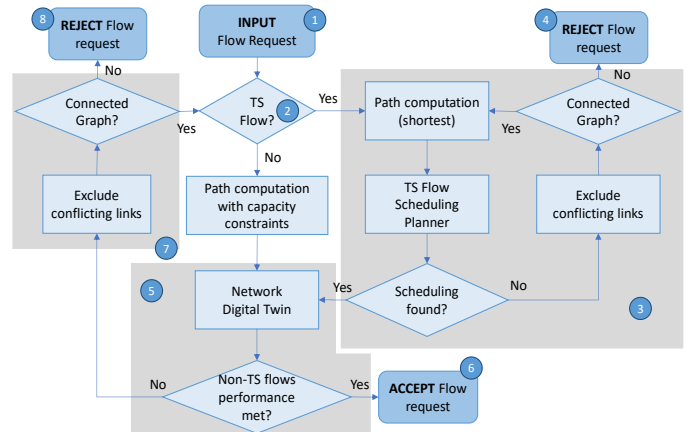 8
REJECT Flow
request
INPUT
Flow Request
1
4
REJECT Flow
request
No
No
Connected
Graph?
Yes
TS
Flow?
2
Yes
Path computation
(shortest)
Yes
Connected
Graph?
No
Exclude
conflicting links
Path computation
with capacity
constraints
TS Flow
Scheduling
Planner
Exclude
conflicting links
7
5
Network
Digital Twin
Yes
Scheduling
found?
No
3
No
Non-TS flows
performance
met?
Yes
6
ACCEPT Flow
request